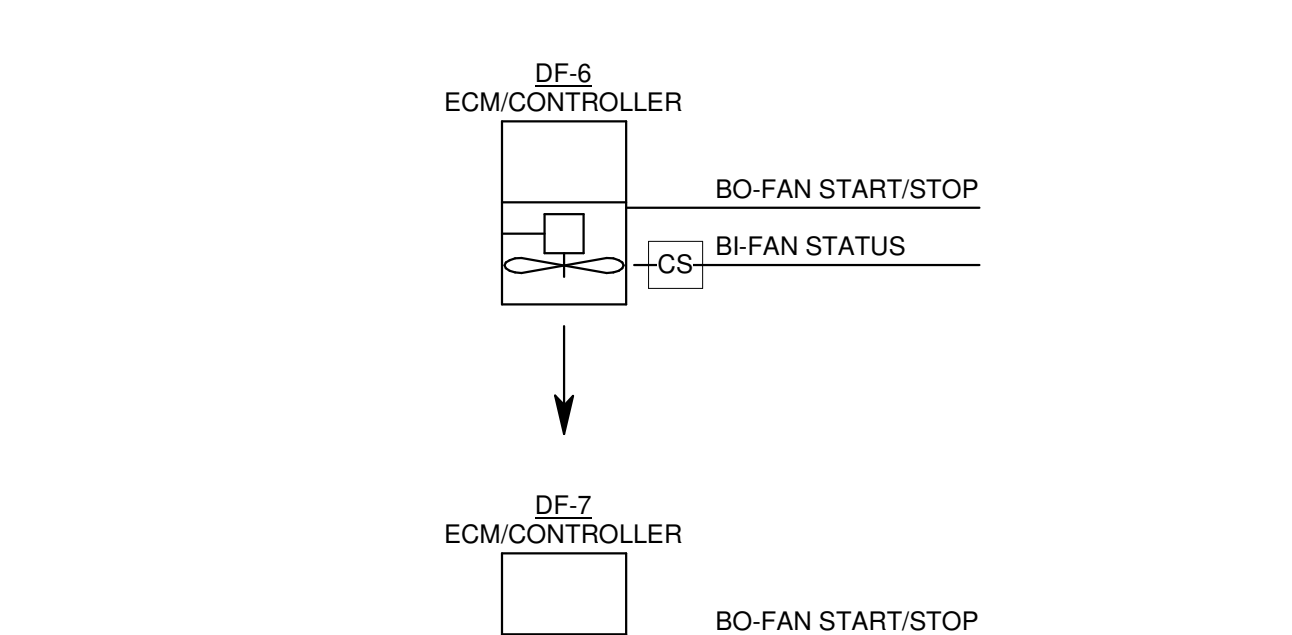 DF-6
ECM/CONTROLLER
BO-FAN START/STOP
BI-FAN STATUS
CS
DF-7
ECM/CONTROLLER
BO-FAN START/STOP